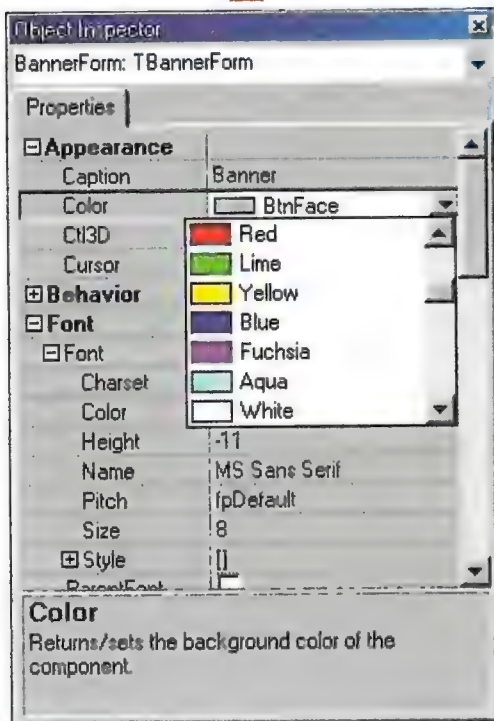 Object Inspector
BannerForm: TBannerForm
Properties
Appearance
Caption Banner
Color BtnFace
Ctl3D Red
Cursor Lime
Behavior Yellow
Font Blue
Font Fuchsia
Charset Aqua
Color White
Height -11
Name MS Sans Serif
Pitch fpDefault
Size 8
Style []
ParentFont
Color
Returns/sets the background color of the
component.